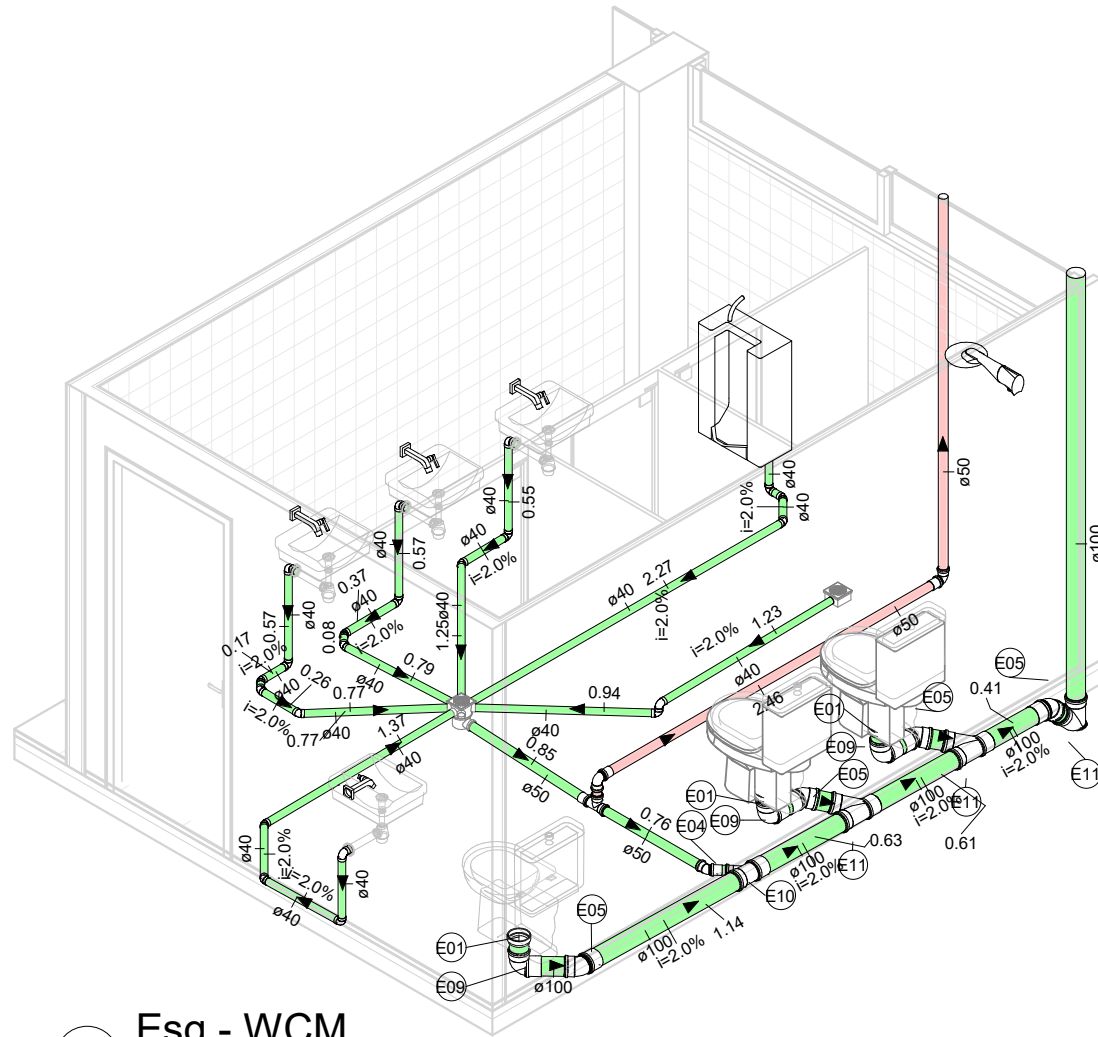 ø40
i=2.0%
ø40
ø50
ø100
ø40
0.55
ø40
i=2.0%
ø40
0.57
0.37
ø40
i=2.0%
0.08
1.25
ø40
ø40
2.27
i=2.0%
ø40
0.57
0.17
i=2.0%
ø40
0.26
i=2.0%
0.77
0.77
ø40
ø40
0.79
i=2.0%
1.23
ø40
2.46
ø50
0.94
ø40
1.37
ø40
0.85
ø50
0.76
ø50
E05
0.41
E05
E01
E09
ø100
i=2.0%
E11
E05
E01
E09
E04
ø100
i=2.0%
E11
0.61
0.63
ø100
i=2.0%
E11
E10
ø40
i=2.0%
i=2.0%
ø40
ø40
E05
E01
E09
ø100
ø100
i=2.0%
1.14
Esg - WCM